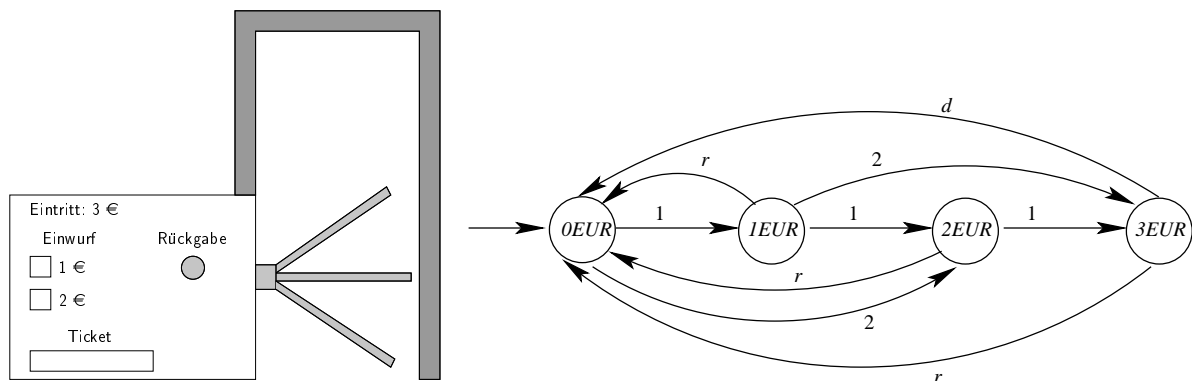 Eintritt: 3 €
Einwurf Rückgabe
1 €
2 €
Ticket
d
r 2
1 1 1
0EUR 1EUR 2EUR 3EUR
r
2
r